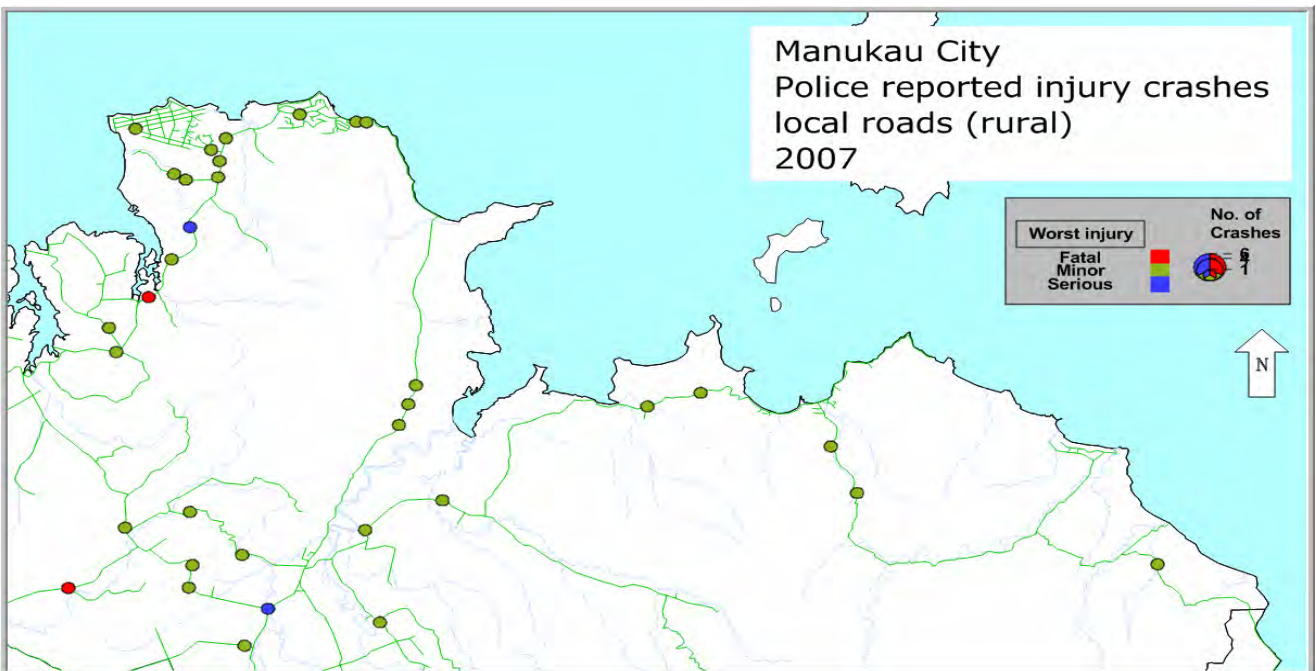 Manukau City
Police reported injury crashes
local roads (rural)
2007
No. of
Crashes
Worst injury
Fatal
Minor
Serious
= 6
- 1
N